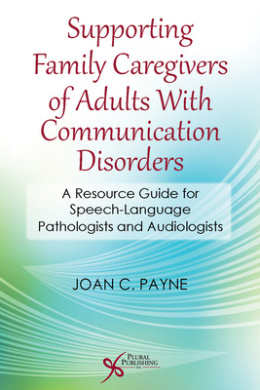 Supporting
Family Caregivers
of Adults With
Communication
Disorders
A Resource Guide for
Speech-Language
Pathologists and Audiologists
JOAN C. PAYNE
PLURAL
PUBLISHING
INC.